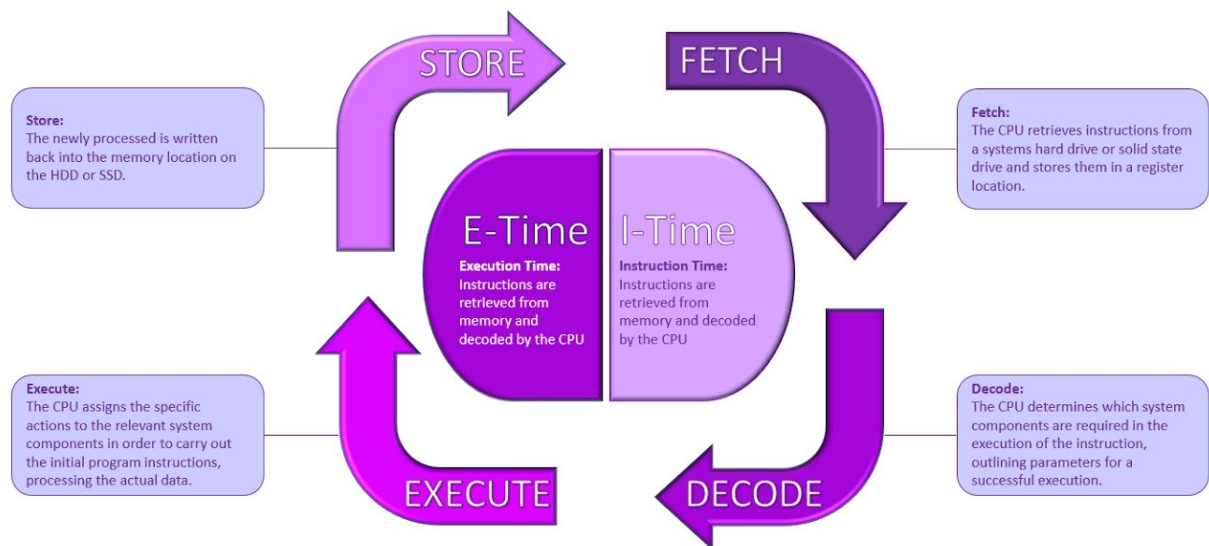 STORE
FETCH
Store:
The newly processed is written
back into the memory location on
the HDD or SSD.
Fetch:
The CPU retrieves instructions from
a systems hard drive or solid state
drive and stores them in a register
location.
E-Time
Execution Time:
Instructions are
retrieved from
memory and
decoded by the CPU
I-Time
Instruction Time:
Instructions are
retrieved from
memory and decoded
by the CPU
Execute:
The CPU assigns the specific
actions to the relevant system
components in order to carry out
the initial program instructions,
processing the actual data.
Decode:
The CPU determines which system
components are required in the
execution of the instruction,
outlining parameters for a
successful execution.
EXECUTE
DECODE